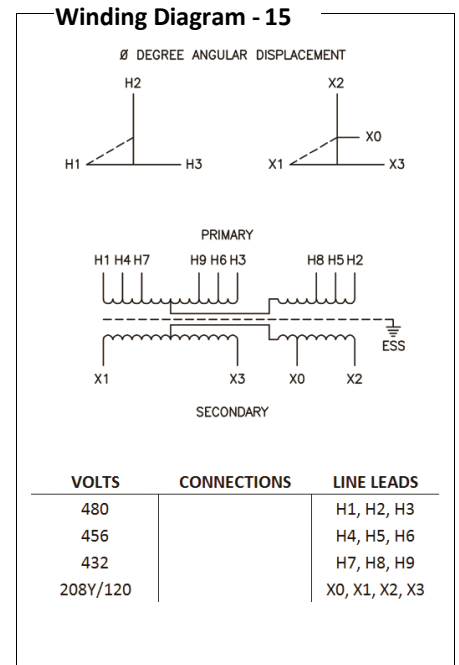 Winding Diagram - 15
Ø DEGREE ANGULAR DISPLACEMENT
H2
X2
X0
H1
H3
X1
X3
PRIMARY
H1 H4 H7 H9 H6 H3 H8 H5 H2
ESS
X1 X3 X0 X2
SECONDARY
VOLTS CONNECTIONS LINE LEADS
480 H1, H2, H3
456 H4, H5, H6
432 H7, H8, H9
208Y/120 X0, X1, X2, X3